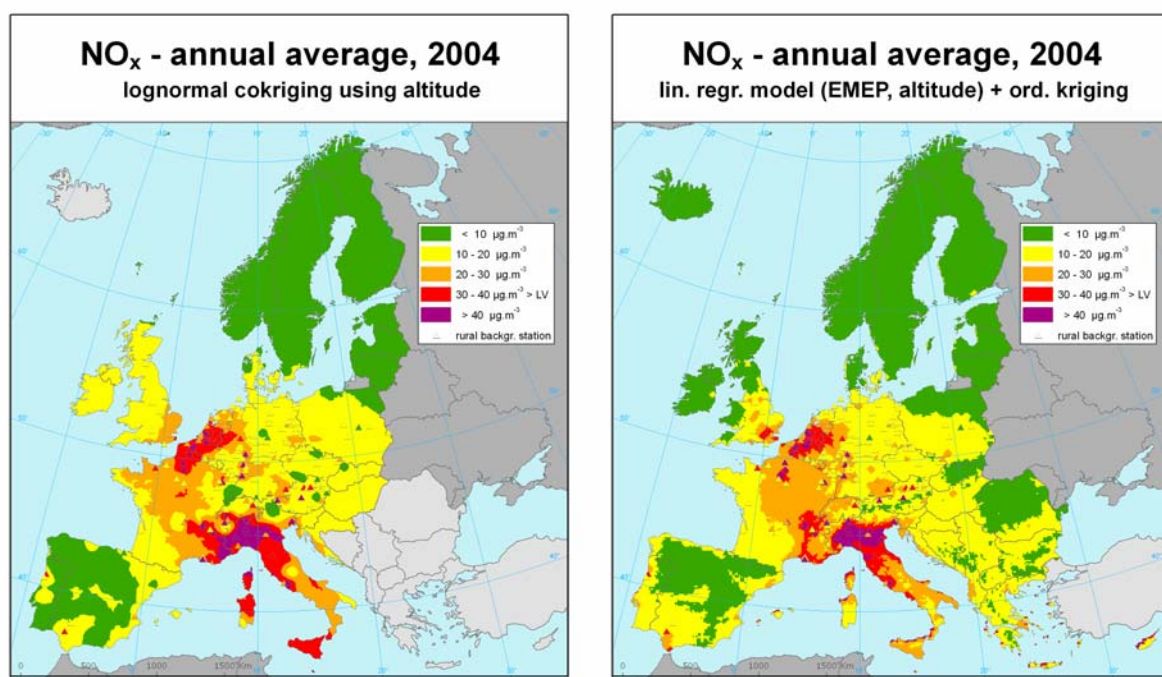 NOₓ - annual average, 2004
lognormal cokriging using altitude
< 10 µg.m⁻³
10 - 20 µg.m⁻³
20 - 30 µg.m⁻³
30 - 40 µg.m⁻³ > LV
> 40 µg.m⁻³
rural backgr. station
0
500
1000
1500 Km
NOₓ - annual average, 2004
lin. regr. model (EMEP, altitude) + ord. kriging
< 10 µg.m⁻³
10 - 20 µg.m⁻³
20 - 30 µg.m⁻³
30 - 40 µg.m⁻³ > LV
> 40 µg.m⁻³
rural backgr. station
0
500
1000
1500 Km